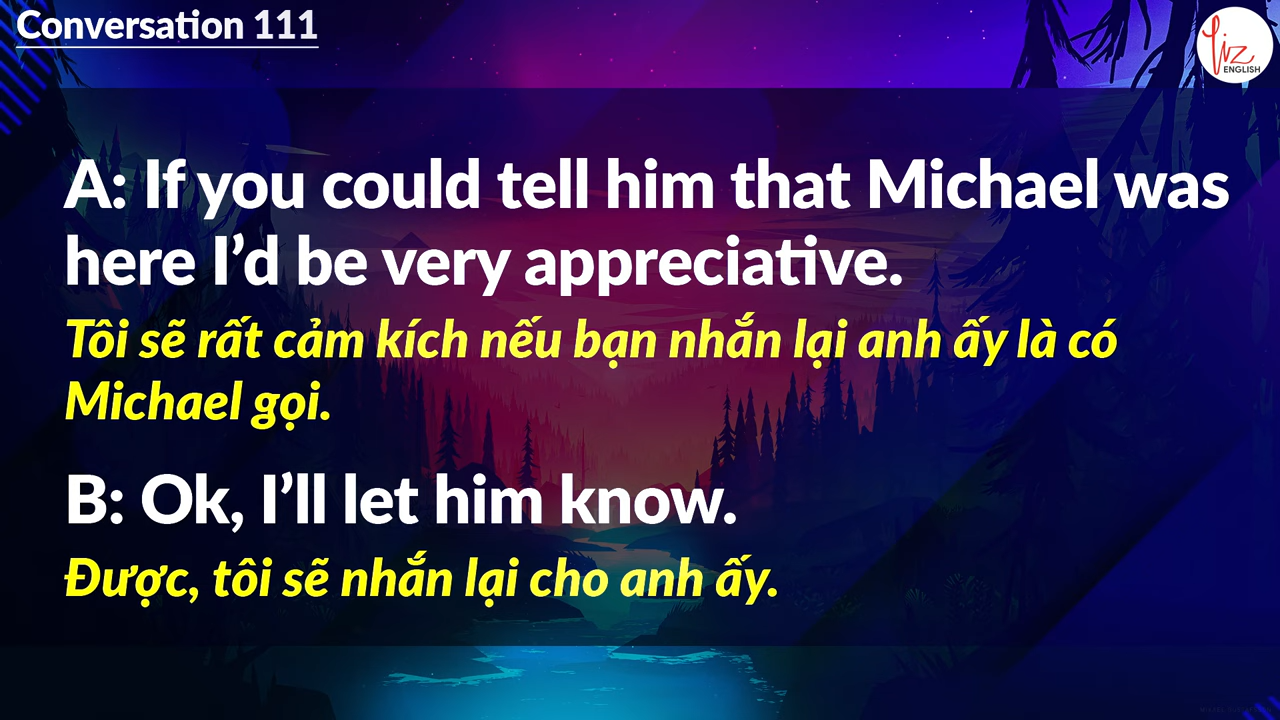 Conversation 111
Liz
ENGLISH
A: If you could tell him that Michael was
here I’d be very appreciative.
Tôi sẽ rất cảm kích nếu bạn nhắn lại anh ấy là có
Michael gọi.
B: Ok, I’ll let him know.
Được, tôi sẽ nhắn lại cho anh ấy.